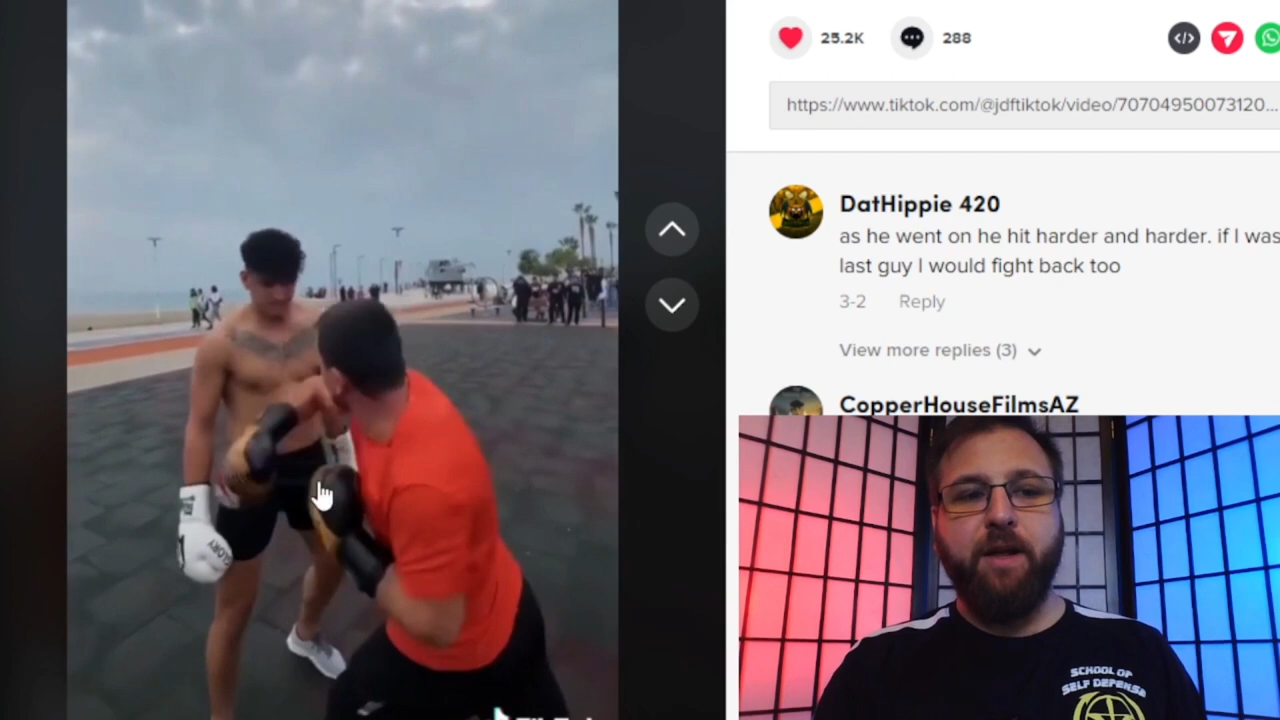 25.2K
288
https://www.tiktok.com/@jdftiktok/video/70704950073120...
DatHippie 420
as he went on he hit harder and harder. if I was
last guy I would fight back too
3-2 Reply
View more replies (3)
CopperHouseFilmsAZ
GLORY
SCHOOL OF
SELF DEFENSE